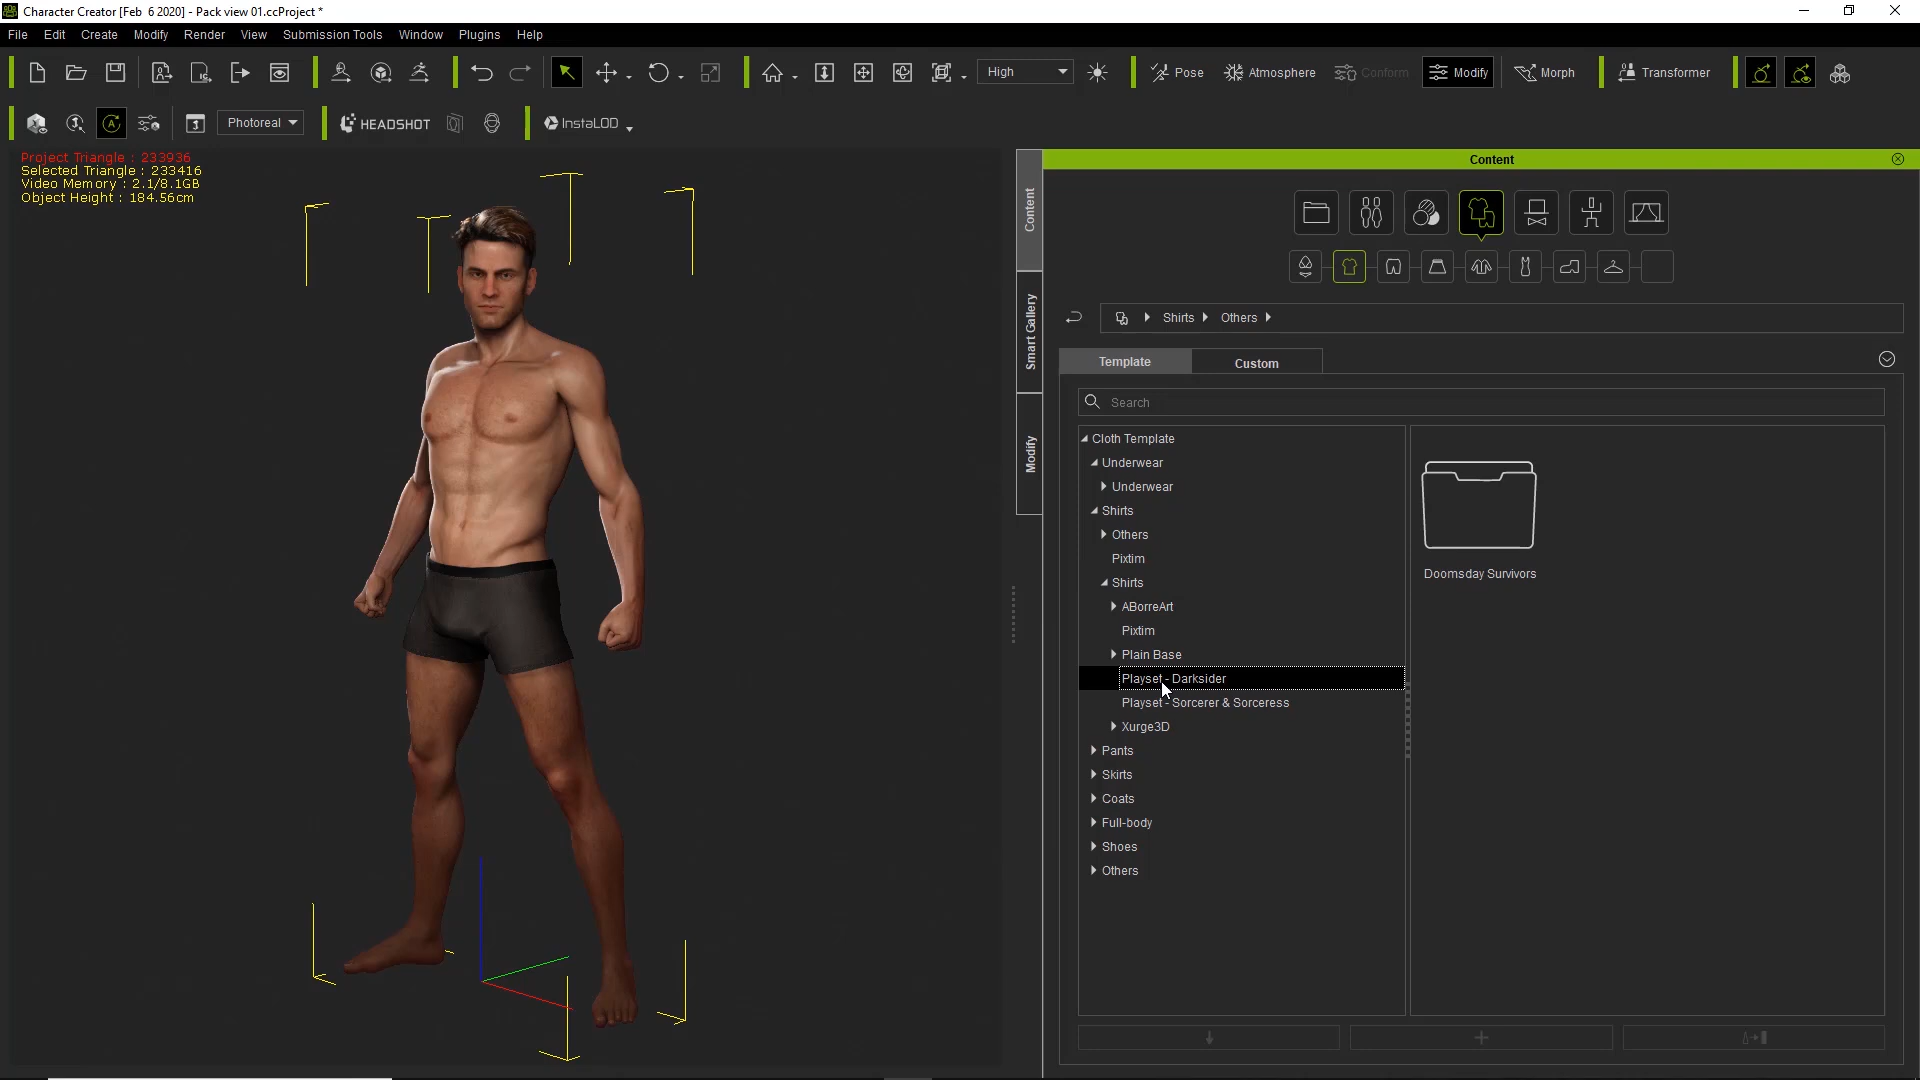 Character Creator [Feb  6 2020] - Pack view 01.ccProject *
File Edit Create Modify Render View Submission Tools Window Plugins Help
High Pose Atmosphere Conform Modify Morph Transformer
Photoreal HEADSHOT InstaLOD
Project Triangle : 233936
Selected Triangle : 233416
Video Memory : 2.1/8.1GB
Object Height : 184.56cm
Content
Content
Smart Gallery
Modify
Shirts Others
Template Custom
Search
Cloth Template
Underwear
Underwear
Shirts
Others
Pixtim
Shirts
ABorreArt
Pixtim
Plain Base
Playset - Darksider
Playset - Sorcerer & Sorceress
Xurge3D
Pants
Skirts
Coats
Full-body
Shoes
Others
Doomsday Survivors